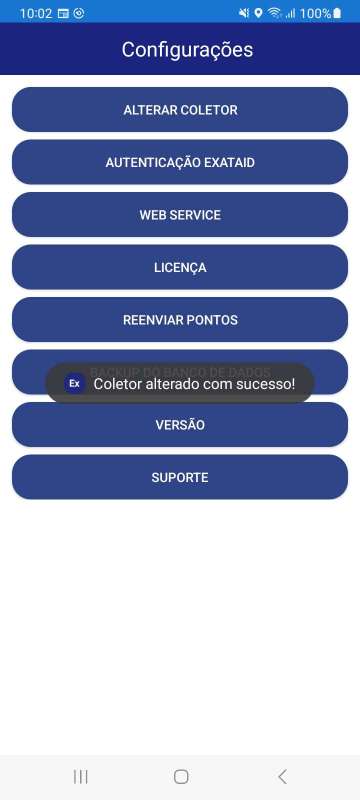 10:02 100%
Configurações
ALTERAR COLETOR
AUTENTICAÇÃO EXATAID
WEB SERVICE
LICENÇA
REENVIAR PONTOS
BACKUP DO BANCO DE DADOS
Ex Coletor alterado com sucesso!
VERSÃO
SUPORTE